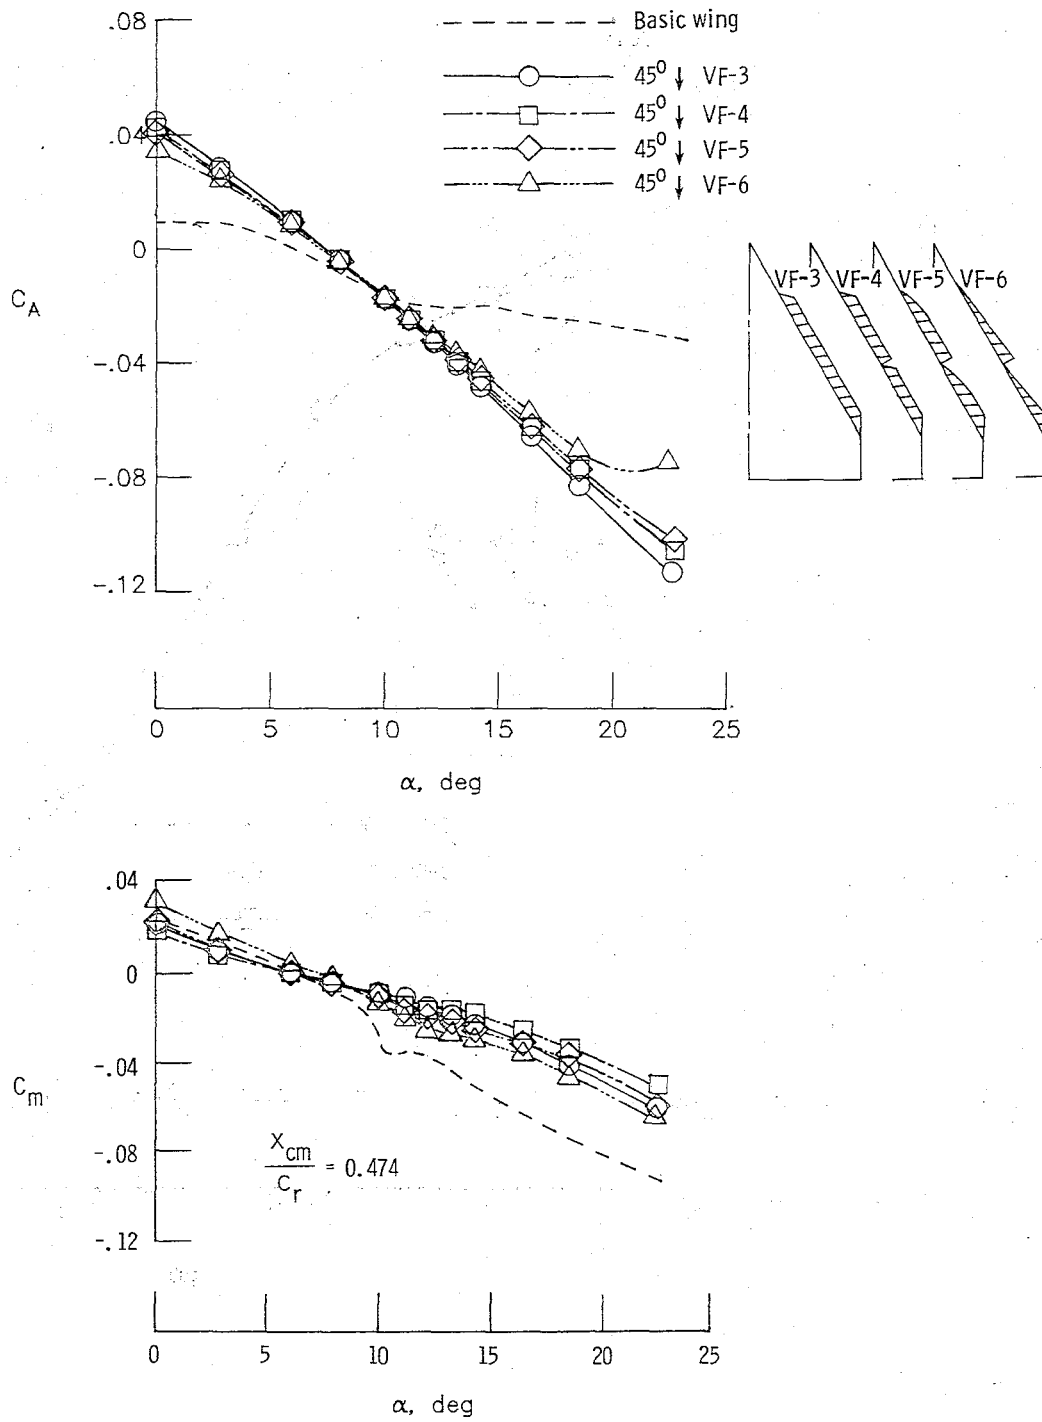 Basic wing
45° ↓ VF-3
45° ↓ VF-4
45° ↓ VF-5
45° ↓ VF-6
.08
.04
0
-.04
-.08
-.12
C_A
VF-3 VF-4 VF-5 VF-6
0 5 10 15 20 25
α, deg
.04
0
-.04
-.08
-.12
C_m
X_cm
C_r
= 0.474
0 5 10 15 20 25
α, deg